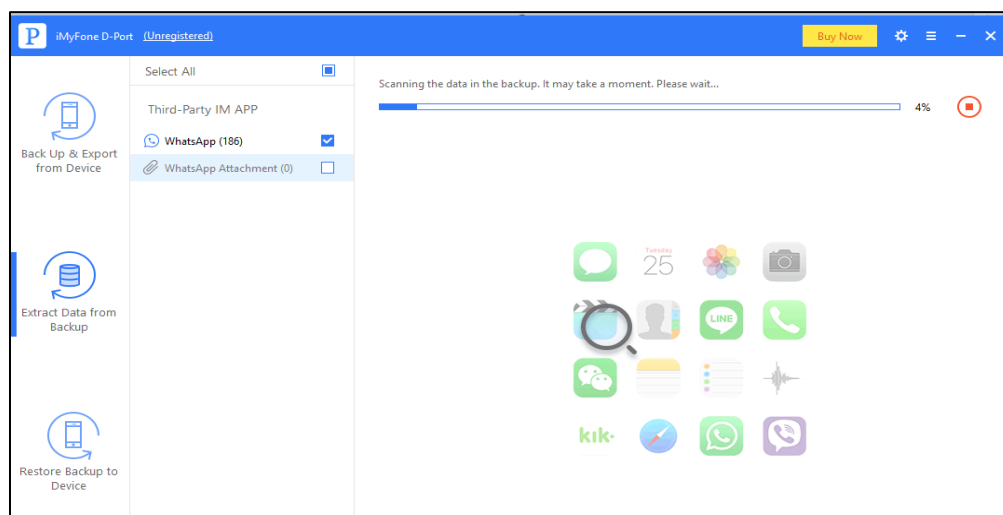 P iMyFone D-Port (Unregistered)
Buy Now
Select All
Third-Party IM APP
WhatsApp (186)
WhatsApp Attachment (0)
Back Up & Export
from Device
Extract Data from
Backup
Restore Backup to
Device
Scanning the data in the backup. It may take a moment. Please wait...
4%
Tuesday
25
LINE
kik·